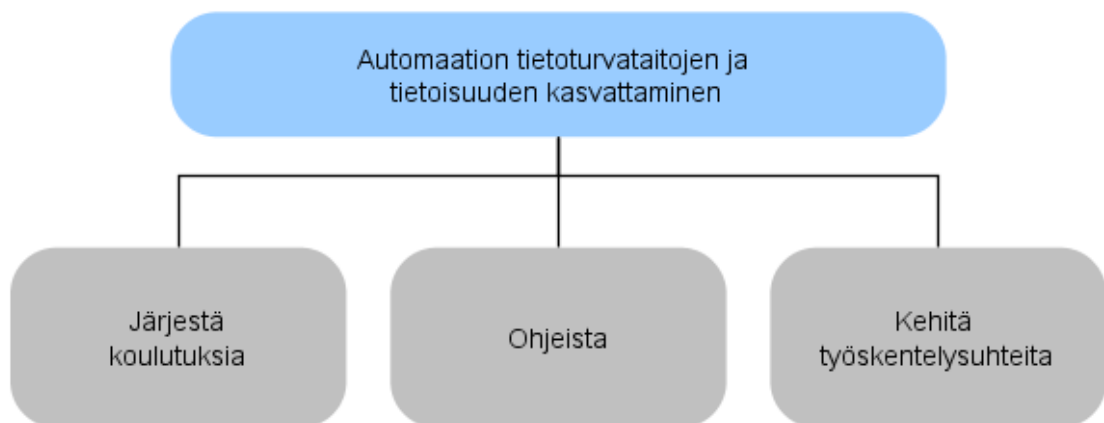 Automaation tietoturvataitojen ja
tietoisuuden kasvattaminen
Järjestä
koulutuksia
Ohjeista
Kehitä
työskentelysuhteita